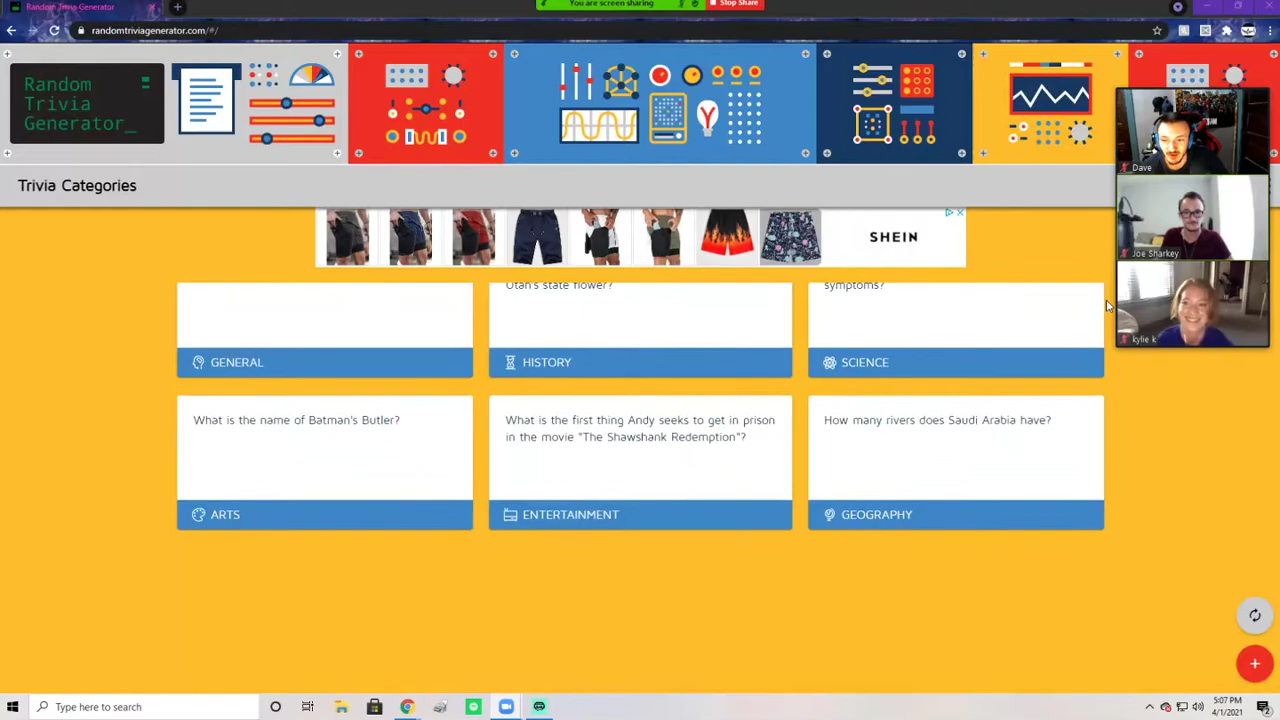 Random Trivia Generator
You are screen sharing
Stop Share
randomtriviagenerator.com/#/
Random
Trivia
Generator_
Trivia Categories
SHEIN
Utah's state flower?
symptoms?
GENERAL
HISTORY
SCIENCE
What is the name of Batman's Butler?
What is the first thing Andy seeks to get in prison
in the movie "The Shawshank Redemption"?
How many rivers does Saudi Arabia have?
ARTS
ENTERTAINMENT
GEOGRAPHY
Dave
Joe Sharkey
kylie k
Type here to search
5:07 PM
4/1/2021
2